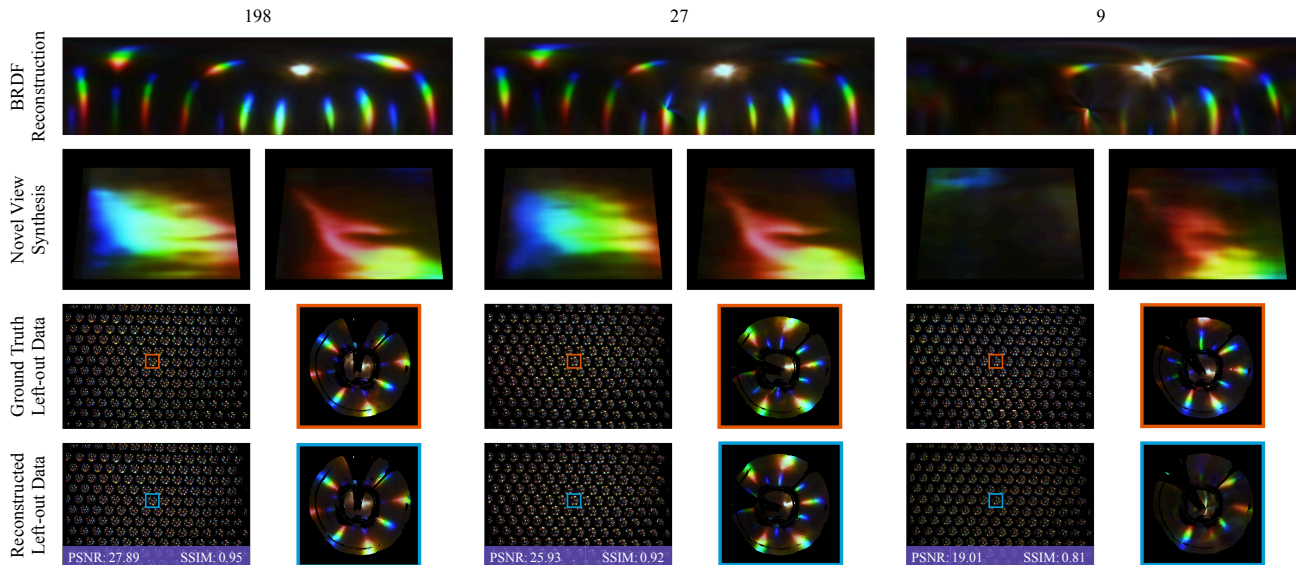 198
27
9
BRDF
Reconstruction
Novel View
Synthesis
Ground Truth
Left-out Data
Reconstructed
Left-out Data
PSNR: 27.89 SSIM: 0.95
PSNR: 25.93 SSIM: 0.92
PSNR: 19.01 SSIM: 0.81